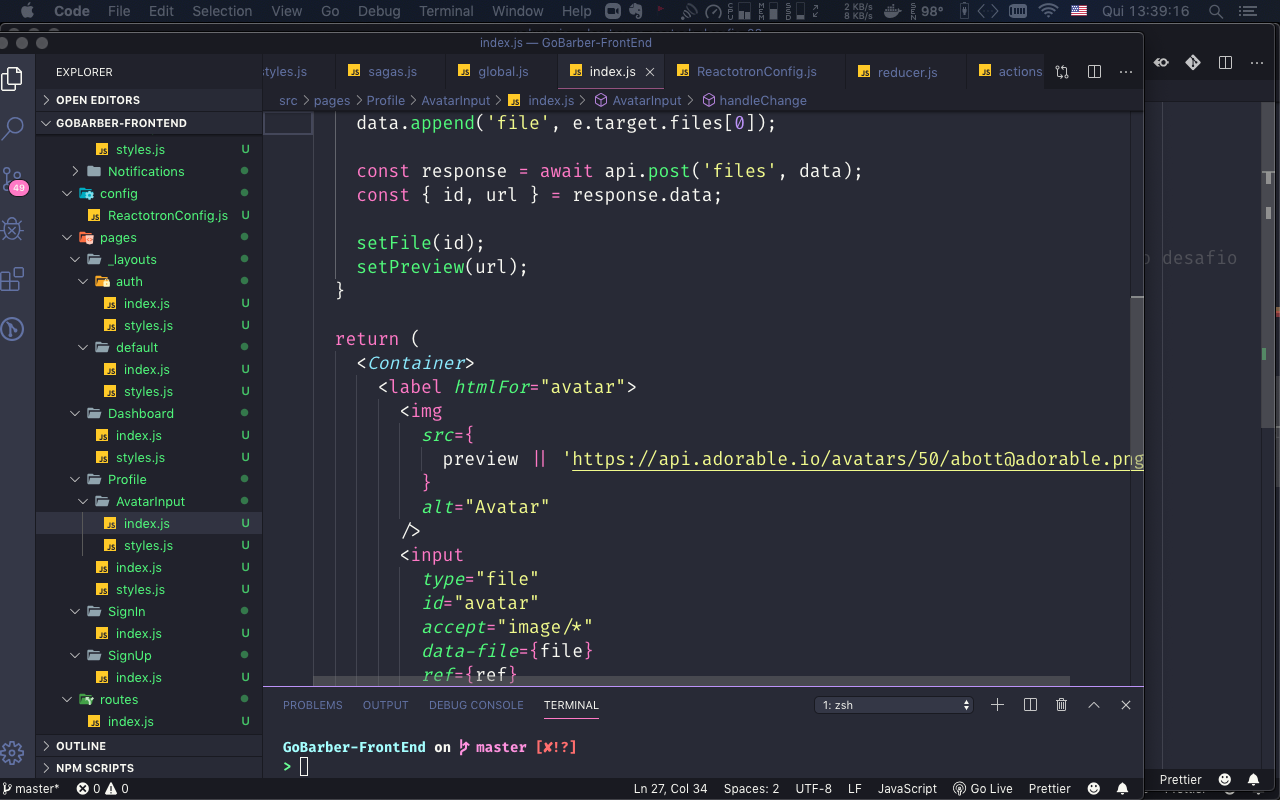 Code File Edit Selection View Go Debug Terminal Window Help
2 KB/s
8 KB/s
98° Qui 13:39:16
index.js — GoBarber-FrontEnd
EXPLORER
OPEN EDITORS
GOBARBER-FRONTEND
styles.js U
Notifications
config
ReactotronConfig.js U
pages
_layouts
auth
index.js U
styles.js U
default
index.js U
styles.js U
Dashboard
index.js U
styles.js U
Profile
AvatarInput
index.js U
styles.js U
index.js U
styles.js U
SignIn
index.js U
SignUp
index.js U
routes
index.js U
OUTLINE
NPM SCRIPTS
49
styles.js sagas.js global.js index.js ReactotronConfig.js reducer.js actions
src > pages > Profile > AvatarInput > index.js > AvatarInput > handleChange
data.append('file', e.target.files[0]);
const response = await api.post('files', data);
const { id, url } = response.data;
setFile(id);
setPreview(url);
}
return (
<Container>
<label htmlFor="avatar">
<img
src={
preview || 'https://api.adorable.io/avatars/50/abott@adorable.png
}
alt="Avatar"
/>
<input
type="file"
id="avatar"
accept="image/*"
data-file={file}
ref={ref}
desafio
PROBLEMS OUTPUT DEBUG CONSOLE TERMINAL 1: zsh
GoBarber-FrontEnd on master [✘!?]
>
master* 0 0 Ln 27, Col 34 Spaces: 2 UTF-8 LF JavaScript Go Live Prettier
Prettier